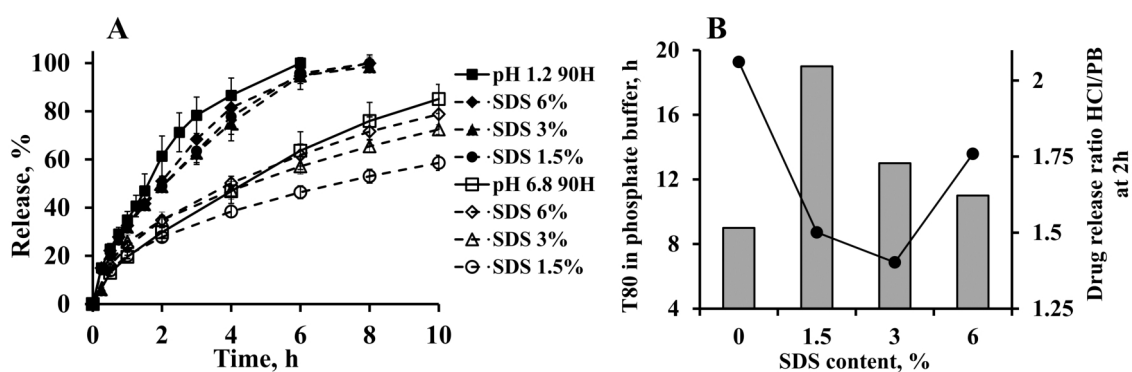 A
Release, %
100
80
60
40
20
0
0 2 4 6 8 10
Time, h
pH 1.2 90H
SDS 6%
SDS 3%
SDS 1.5%
pH 6.8 90H
SDS 6%
SDS 3%
SDS 1.5%
B
T80 in phosphate buffer, h
20
16
12
8
4
0 1.5 3 6
SDS content, %
2
1.75
1.5
1.25
Drug release ratio HCl/PB
at 2h